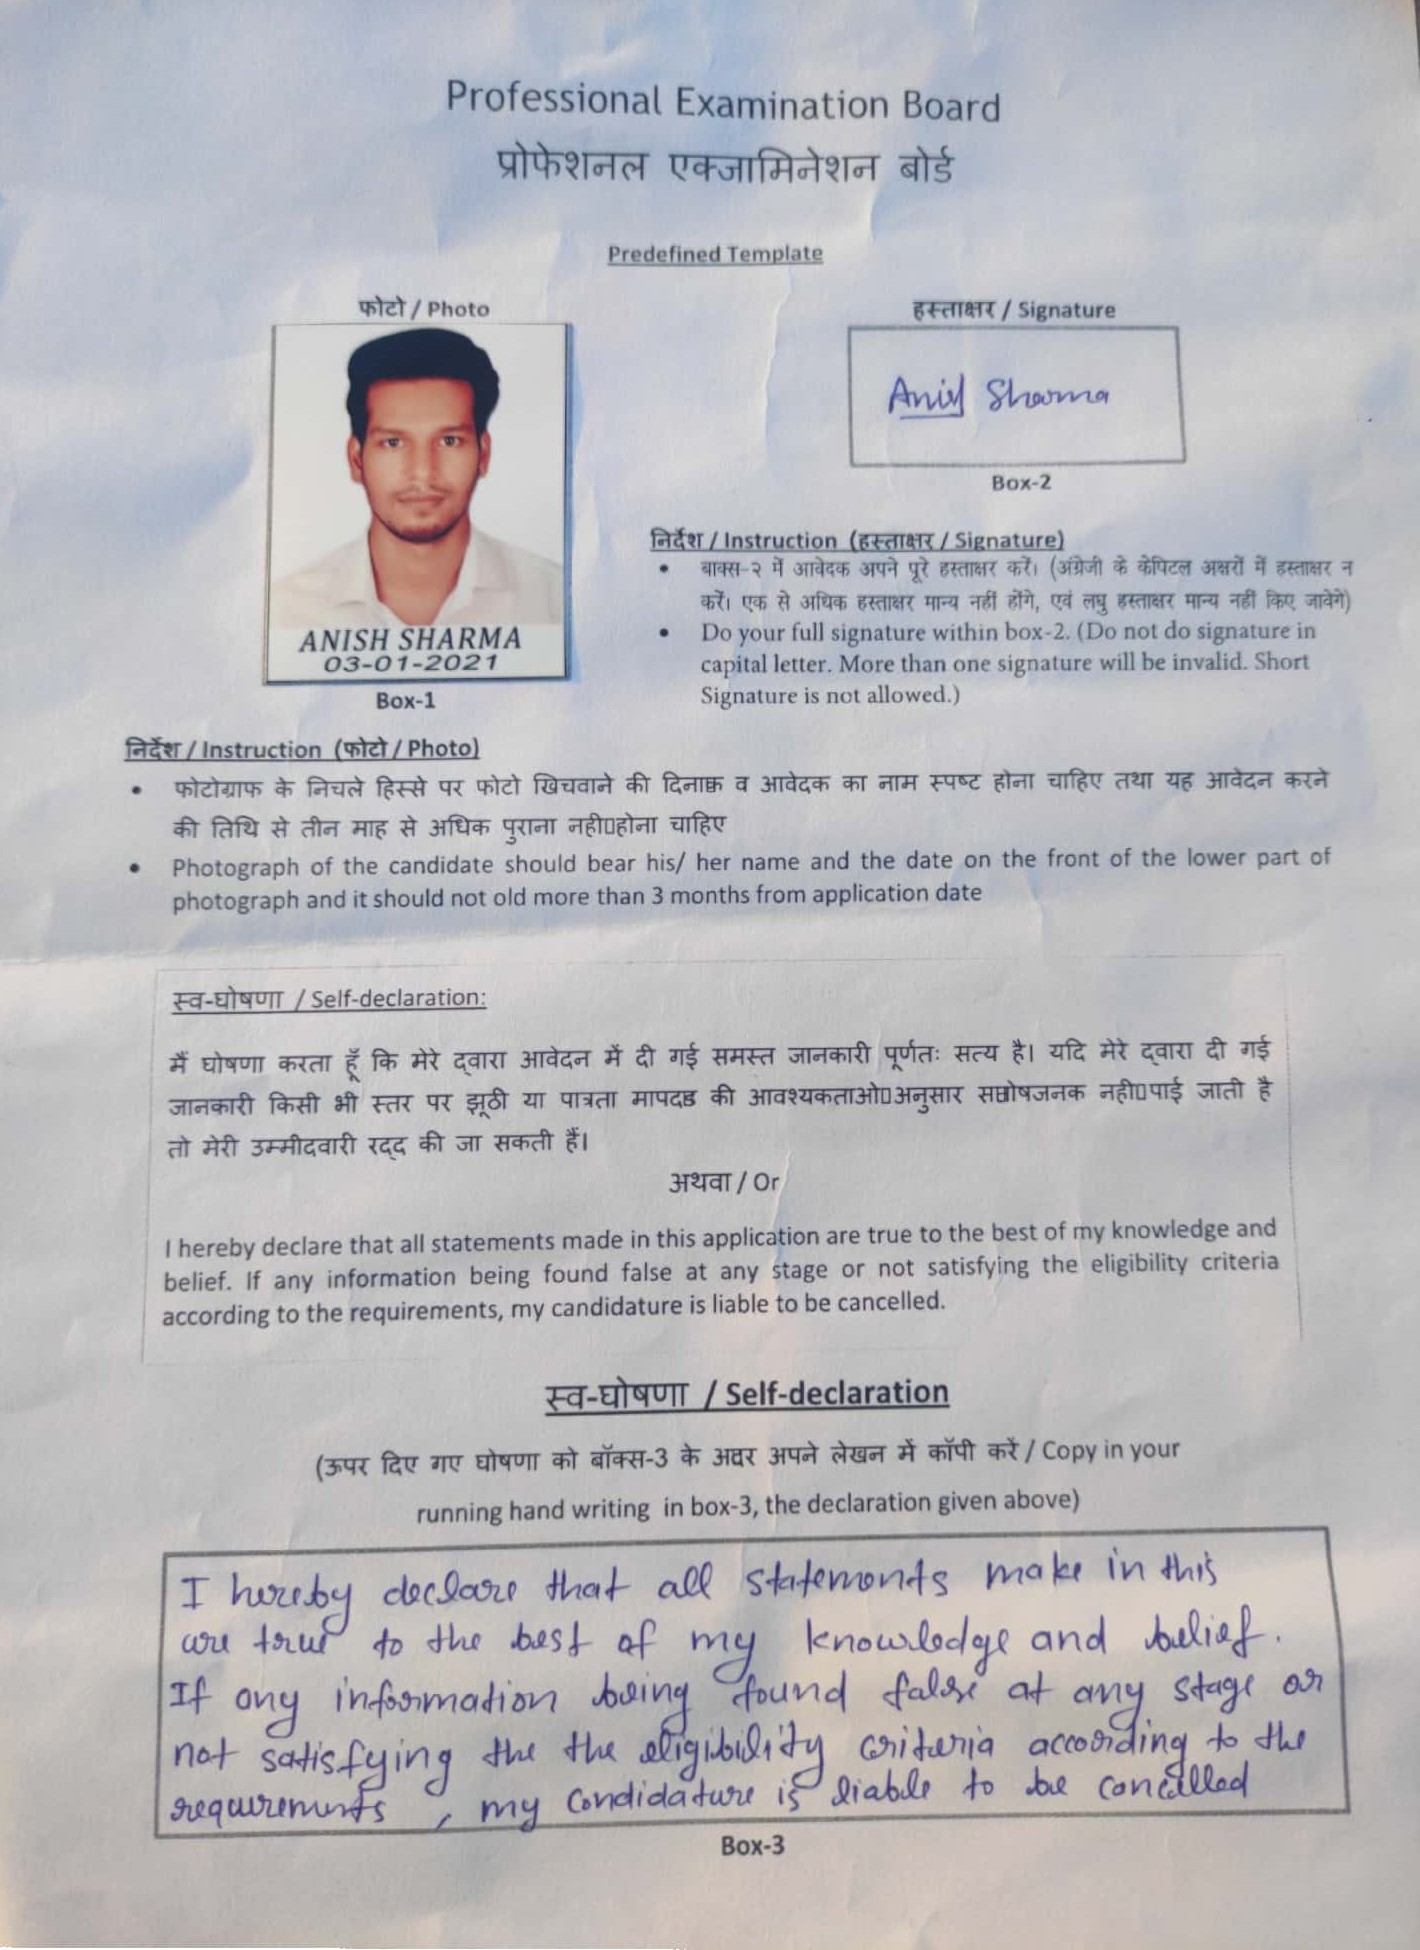 Professional Examination Board
प्रोफेशनल एक्जामिनेशन बोर्ड
Predefined Template
फोटो / Photo
ANISH SHARMA
03-01-2021
Box-1
हस्ताक्षर / Signature
Anish Sharma
Box-2
निर्देश / Instruction (हस्ताक्षर / Signature)
• बाक्स-२ में आवेदक अपने पूरे हस्ताक्षर करें। (अंग्रेजी के केपिटल अक्षरों में हस्ताक्षर न
करें। एक से अधिक हस्ताक्षर मान्य नहीं होंगे, एवं लघु हस्ताक्षर मान्य नहीं किए जावेगे)
• Do your full signature within box-2. (Do not do signature in
capital letter. More than one signature will be invalid. Short
Signature is not allowed.)
निर्देश / Instruction (फोटो / Photo)
• फोटोग्राफ के निचले हिस्से पर फोटो खिचवाने की दिनाक व आवेदक का नाम स्पष्ट होना चाहिए तथा यह आवेदन करने
की तिथि से तीन माह से अधिक पुराना नही▯होना चाहिए
• Photograph of the candidate should bear his/ her name and the date on the front of the lower part of
photograph and it should not old more than 3 months from application date
स्व-घोषणा / Self-declaration:
मैं घोषणा करता हूँ कि मेरे द्वारा आवेदन में दी गई समस्त जानकारी पूर्णतः सत्य है। यदि मेरे द्वारा दी गई
जानकारी किसी भी स्तर पर झूठी या पात्रता मापदड की आवश्यकताओ▯अनुसार सतोषजनक नही▯पाई जाती है
तो मेरी उम्मीदवारी रद्द की जा सकती हैं।
अथवा / Or
I hereby declare that all statements made in this application are true to the best of my knowledge and
belief. If any information being found false at any stage or not satisfying the eligibility criteria
according to the requirements, my candidature is liable to be cancelled.
स्व-घोषणा / Self-declaration
(ऊपर दिए गए घोषणा को बॉक्स-3 के अदर अपने लेखन में कॉपी करें / Copy in your
running hand writing in box-3, the declaration given above)
I hereby declare that all statements make in this
are true to the best of my knowledge and belief.
If any information being found false at any stage or
not satisfying the the eligibility criteria according to the
requirements, my candidature is liable to be cancelled
Box-3